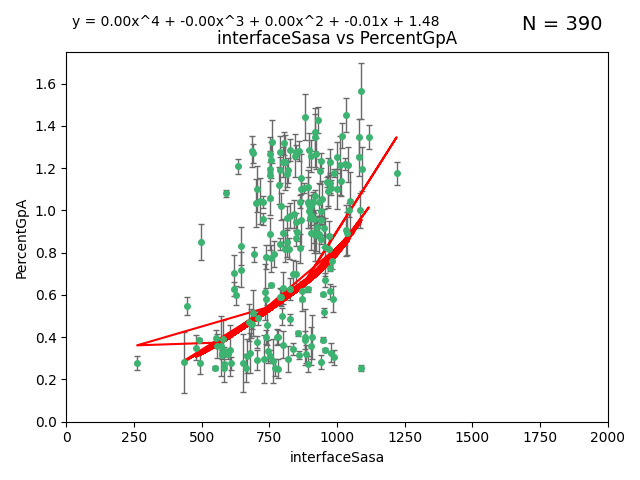 y = 0.00x^4 + -0.00x^3 + 0.00x^2 + -0.01x + 1.48
N = 390
interfaceSasa vs PercentGpA
1.6
1.4
1.2
1.0
0.8
0.6
0.4
0.2
0.0
PercentGpA
0 250 500 750 1000 1250 1500 1750 2000
interfaceSasa